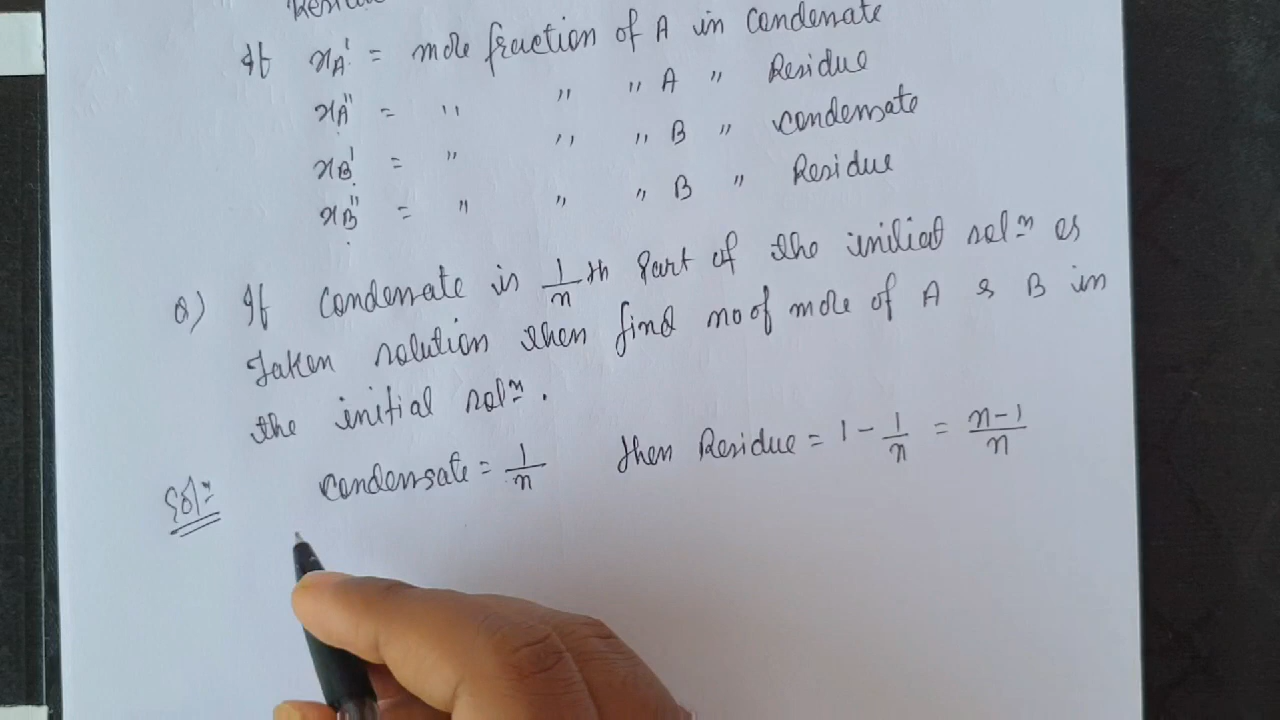 If xA' = mole fraction of A in Condensate
xA'' = " " " A " Residue
xB' = " " " B " condensate
xB'' = " " " B " Residue
Q) If Condensate is 1/n th Part of the initial solⁿ as
taken solution then find no of mole of A & B in
the initial solⁿ.
Solⁿ Condensate = 1/n then Residue = 1 - 1/n = n-1/n